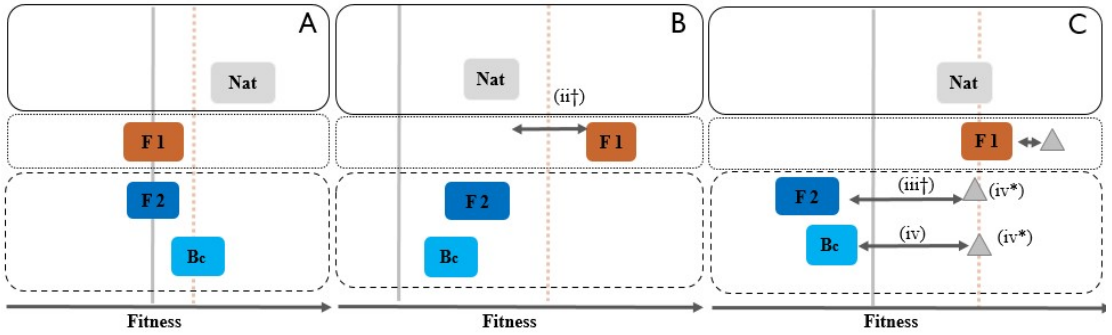 A
Nat
F 1
F 2
Bc
Fitness
B
Nat
(ii†)
F 1
F 2
Bc
Fitness
C
Nat
F 1
F 2
(iii†)
(iv*)
Bc
(iv)
(iv*)
Fitness